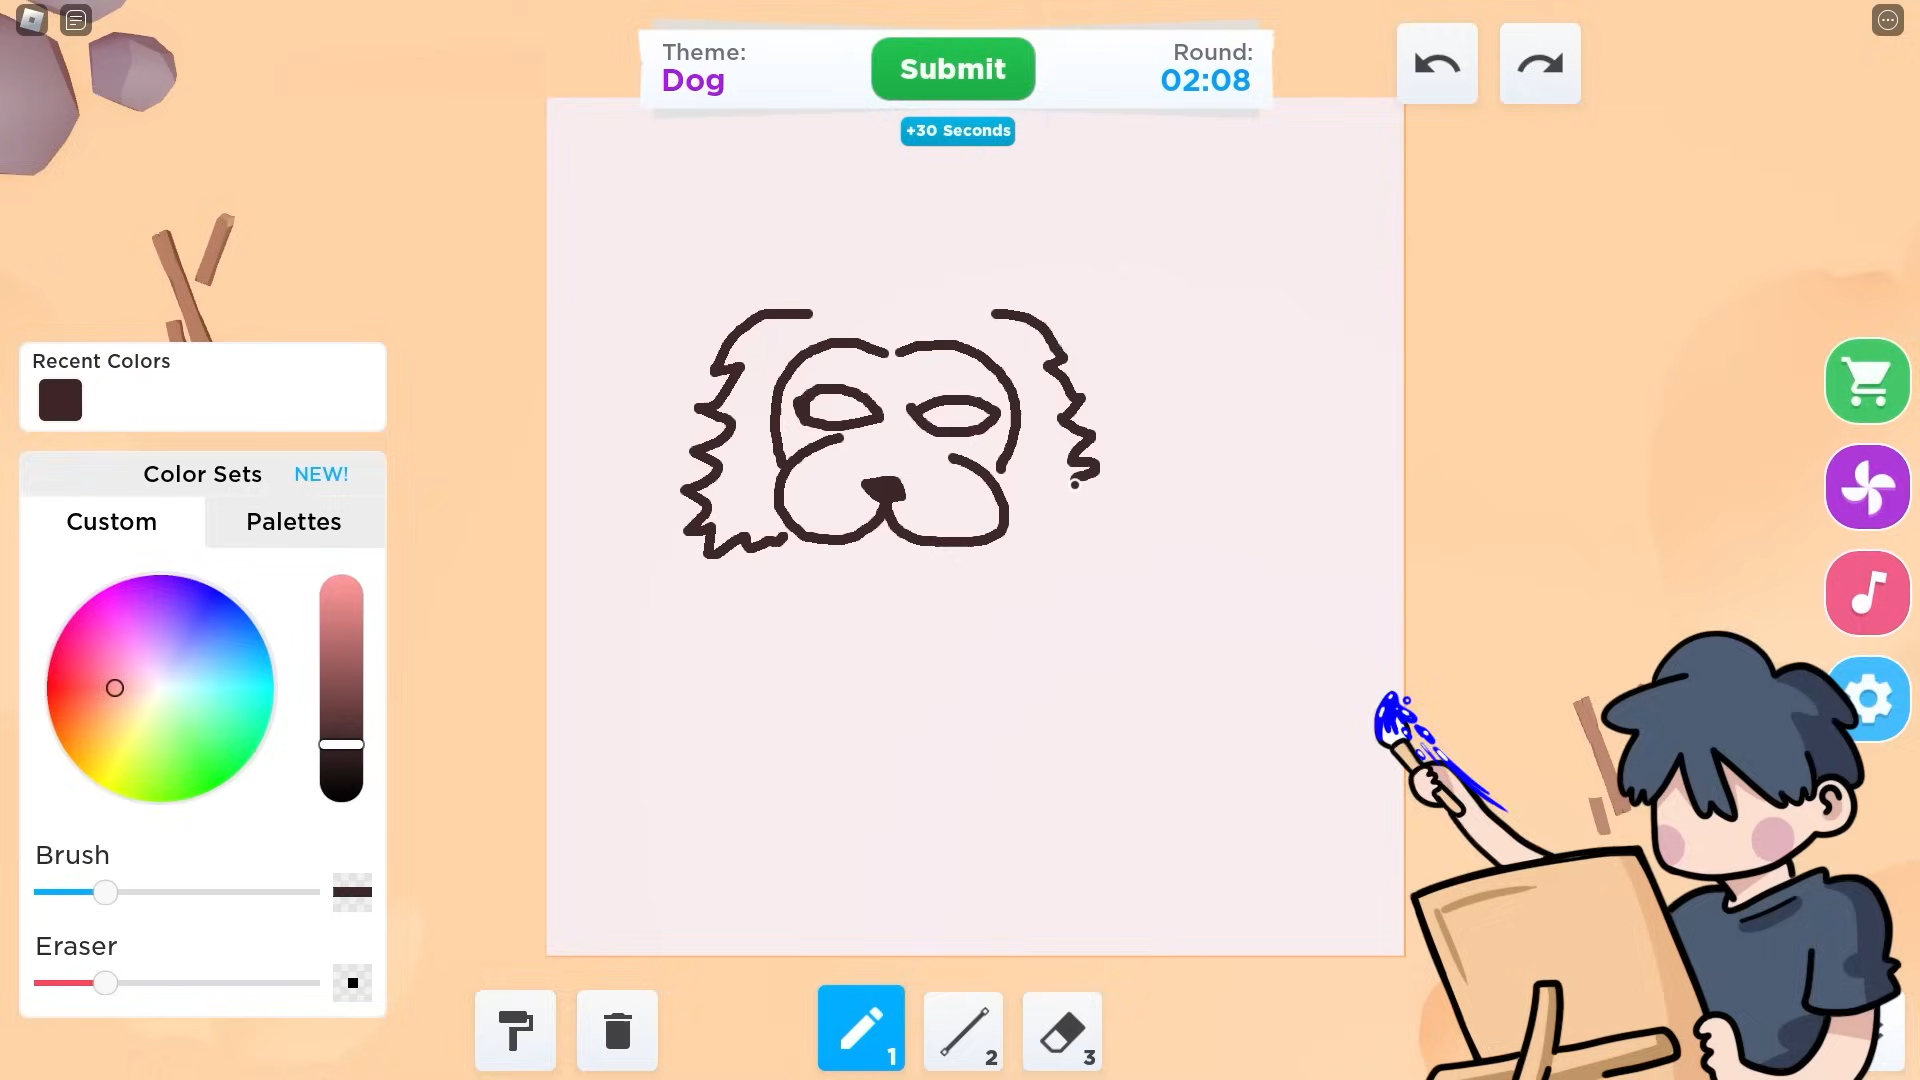 Theme:
Dog
Submit
Round:
02:08
+30 Seconds
Recent Colors
Color Sets NEW!
Custom
Palettes
Brush
Eraser
1
2
3